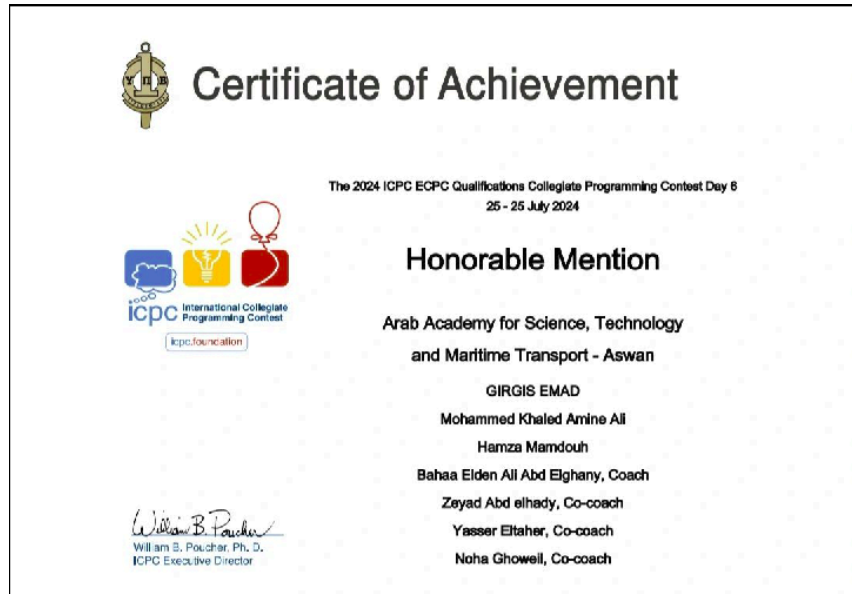 Certificate of Achievement
The 2024 ICPC ECPC Qualifications Collegiate Programming Contest Day 6
25 - 25 July 2024
Honorable Mention
Arab Academy for Science, Technology
and Maritime Transport - Aswan
GIRGIS EMAD
Mohammed Khaled Amine Ali
Hamza Mamdouh
Bahaa Elden Ali Abd Elghany, Coach
Zeyad Abd elhady, Co-coach
Yasser Eltaher, Co-coach
Noha Ghoweil, Co-coach
icpc International Collegiate
Programming Contest
icpc.foundation
William B. Poucher
William B. Poucher, Ph. D.
ICPC Executive Director
ΥΠΒ